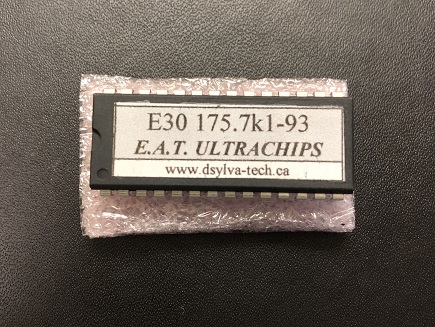 E30 175.7k1-93
E.A.T. ULTRACHIPS
www.dsylva-tech.ca